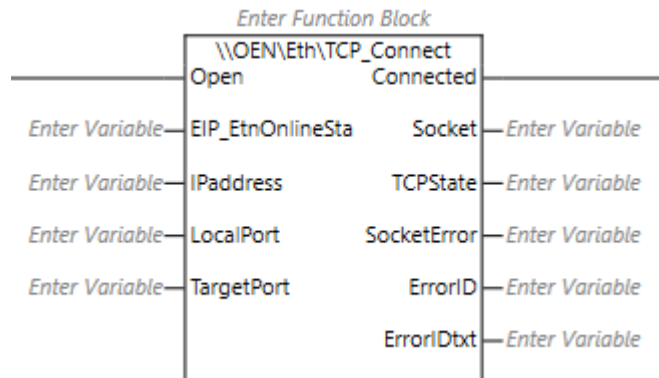 Enter Function Block
\\OEN\Eth\TCP_Connect
Open Connected
Enter Variable EIP_EtnOnlineSta Socket Enter Variable
Enter Variable IPaddress TCPState Enter Variable
Enter Variable LocalPort SocketError Enter Variable
Enter Variable TargetPort ErrorID Enter Variable
ErrorIDtxt Enter Variable